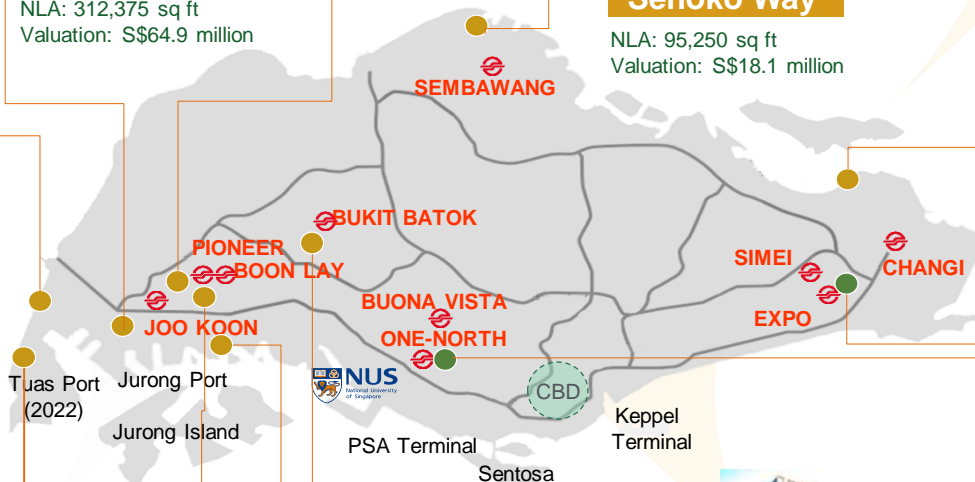 NLA: 312,375 sq ft
Valuation: S$64.9 million
Senoko Way
NLA: 95,250 sq ft
Valuation: S$18.1 million
SEMBAWANG
BUKIT BATOK
PIONEER
BOON LAY
SIMEI
CHANGI
BUONA VISTA
EXPO
JOO KOON
ONE-NORTH
NUS
National University
of Singapore
CBD
Tuas Port
(2022)
Jurong Port
Jurong Island
Keppel
Terminal
PSA Terminal
Sentosa